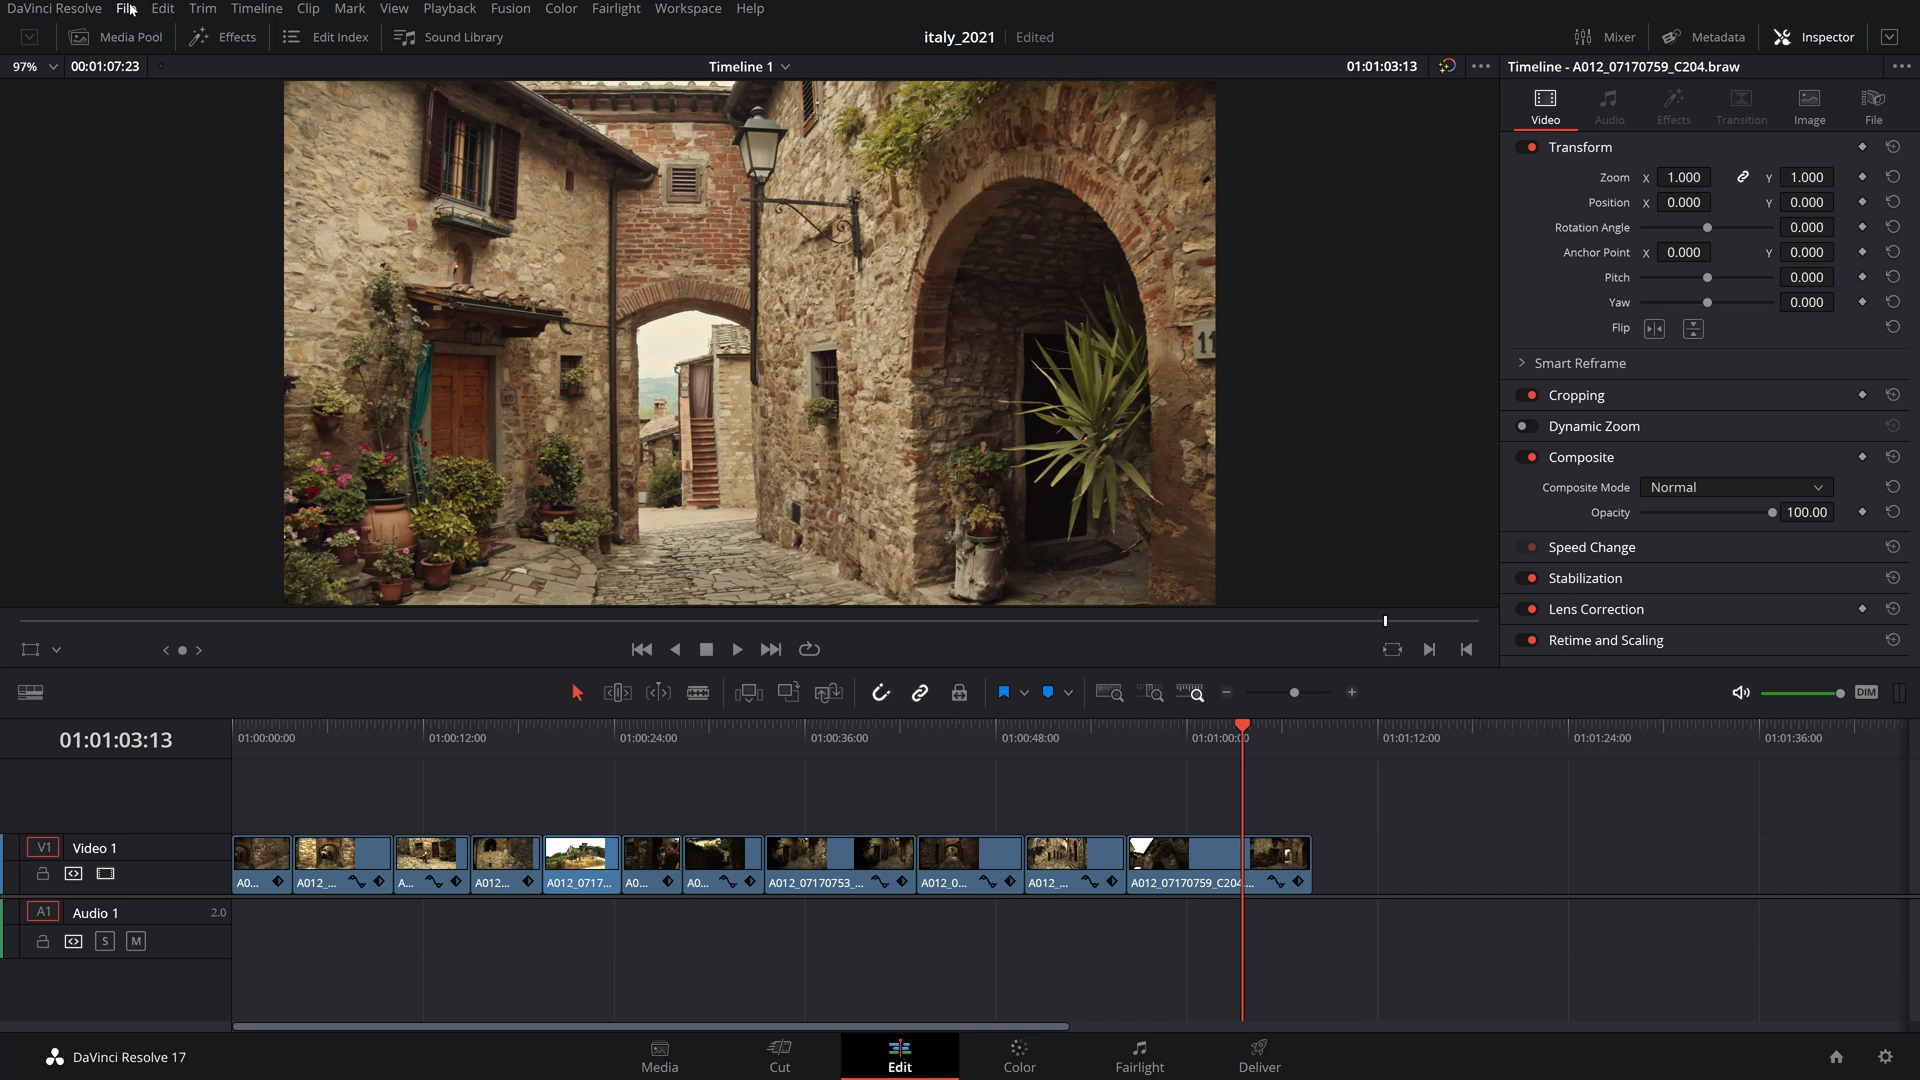 DaVinci Resolve File Edit Trim Timeline Clip Mark View Playback Fusion Color Fairlight Workspace Help
Media Pool Effects Edit Index Sound Library italy_2021 Edited Mixer Metadata Inspector
97% 00:01:07:23 Timeline 1 01:01:03:13 Timeline - A012_07170759_C204.braw
Video Audio Effects Transition Image File
Transform
Zoom X 1.000 Y 1.000
Position X 0.000 Y 0.000
Rotation Angle 0.000
Anchor Point X 0.000 Y 0.000
Pitch 0.000
Yaw 0.000
Flip
Smart Reframe
Cropping
Dynamic Zoom
Composite
Composite Mode Normal
Opacity 100.00
Speed Change
Stabilization
Lens Correction
Retime and Scaling
11
DIM
01:01:03:13 01:00:00:00 01:00:12:00 01:00:24:00 01:00:36:00 01:00:48:00 01:01:00:00 01:01:12:00 01:01:24:00 01:01:36:00
V1 Video 1
A0... A012_... A... A012... A012_0717... A0... A0... A012_07170753_... A012_0... A012_... A012_07170759_C204...
A1 Audio 1 2.0
S M
DaVinci Resolve 17 Media Cut Edit Color Fairlight Deliver